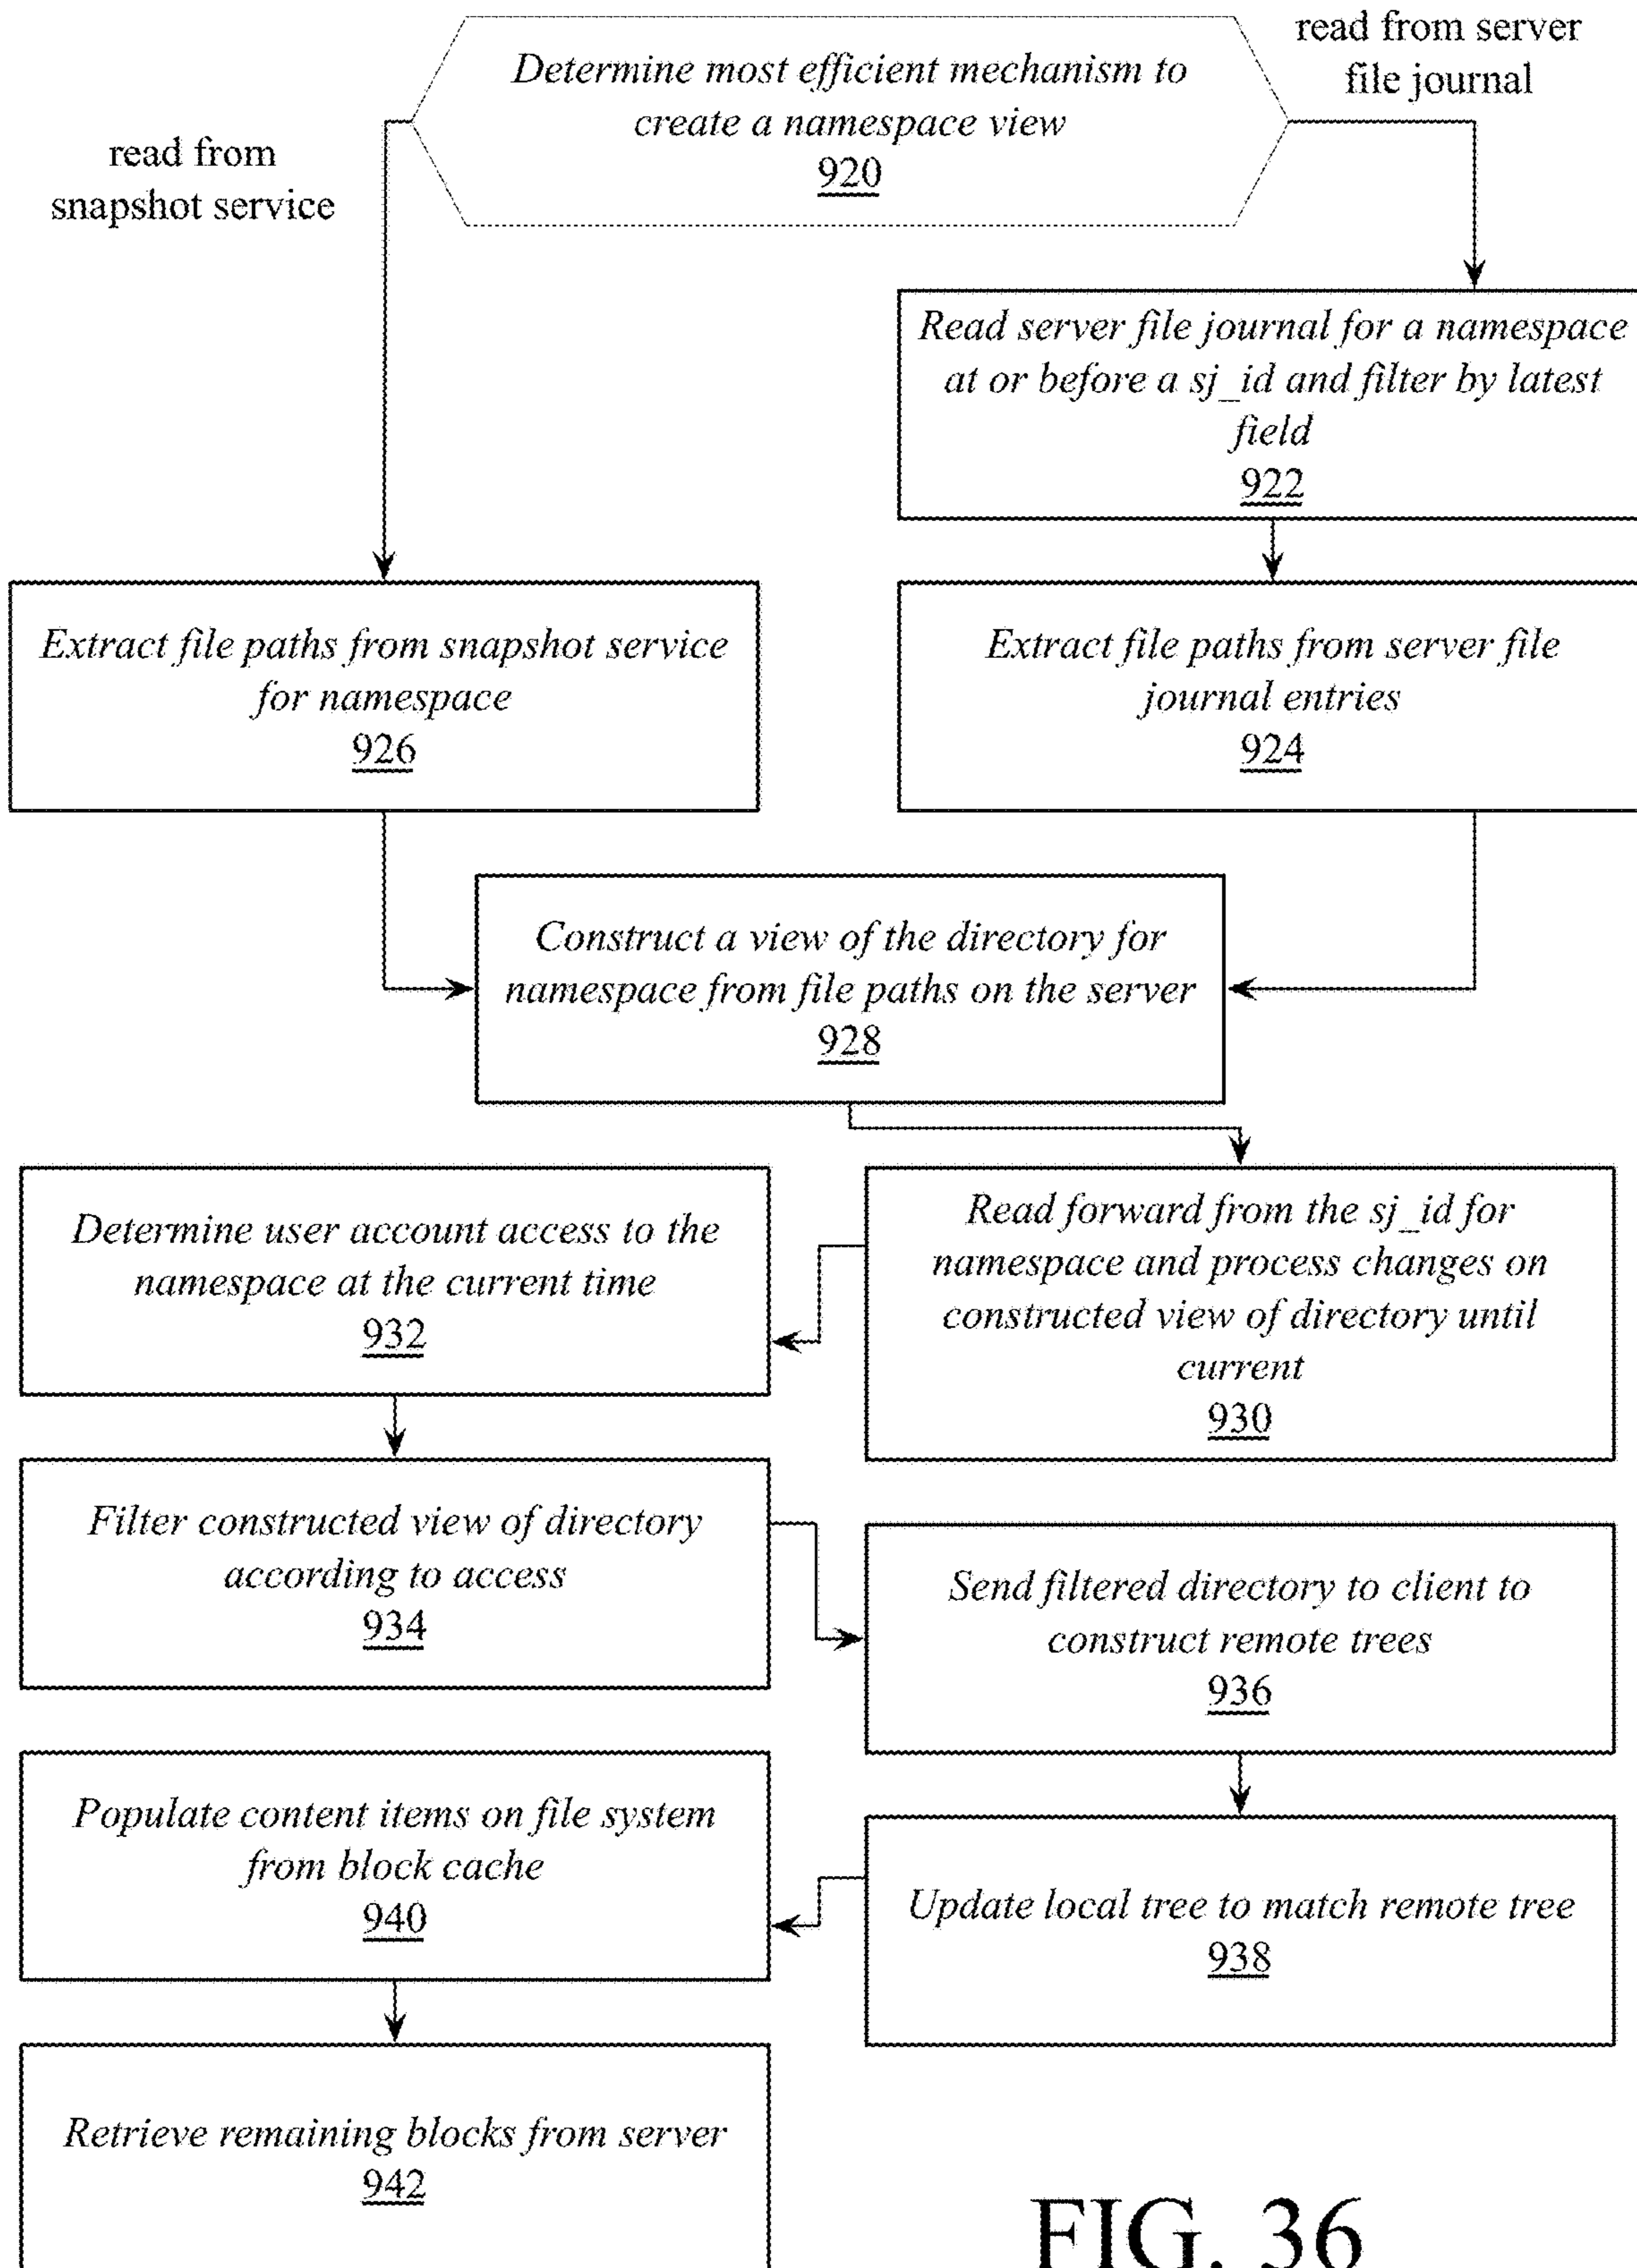 read from server
file journal
Determine most efficient mechanism to
create a namespace view
920
read from
snapshot service
Read server file journal for a namespace
at or before a sj_id and filter by latest
field
922
Extract file paths from snapshot service
for namespace
926
Extract file paths from server file
journal entries
924
Construct a view of the directory for
namespace from file paths on the server
928
Read forward from the sj_id for
namespace and process changes on
constructed view of directory until
current
930
Determine user account access to the
namespace at the current time
932
Filter constructed view of directory
according to access
934
Send filtered directory to client to
construct remote trees
936
Update local tree to match remote tree
938
Populate content items on file system
from block cache
940
Retrieve remaining blocks from server
942
FIG. 36